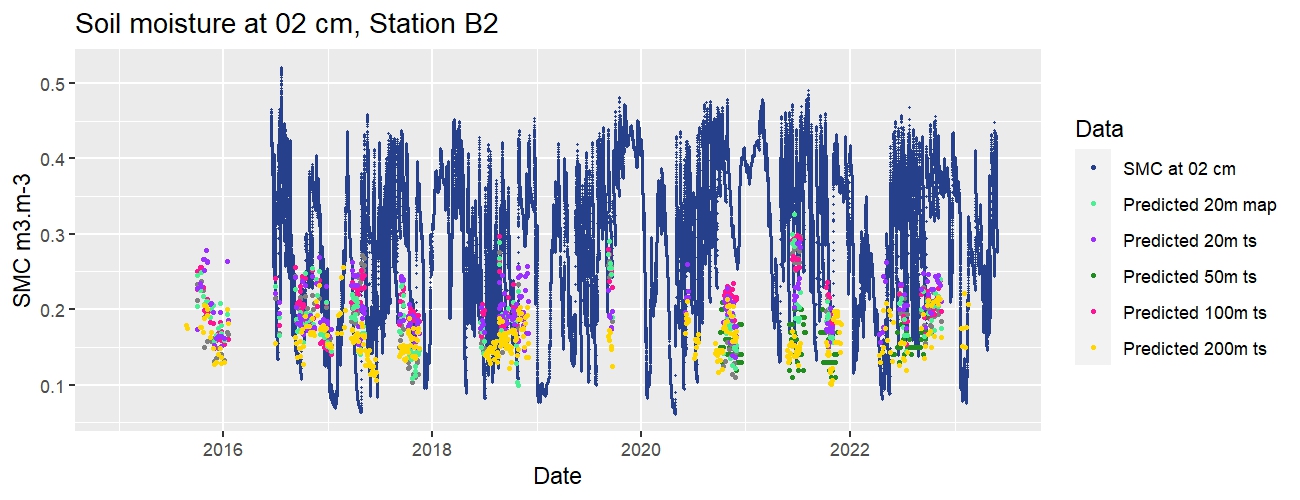 Soil moisture at 02 cm, Station B2
SMC m3.m-3
0.5
0.4
0.3
0.2
0.1
2016
2018
2020
2022
Date
Data
SMC at 02 cm
Predicted 20m map
Predicted 20m ts
Predicted 50m ts
Predicted 100m ts
Predicted 200m ts